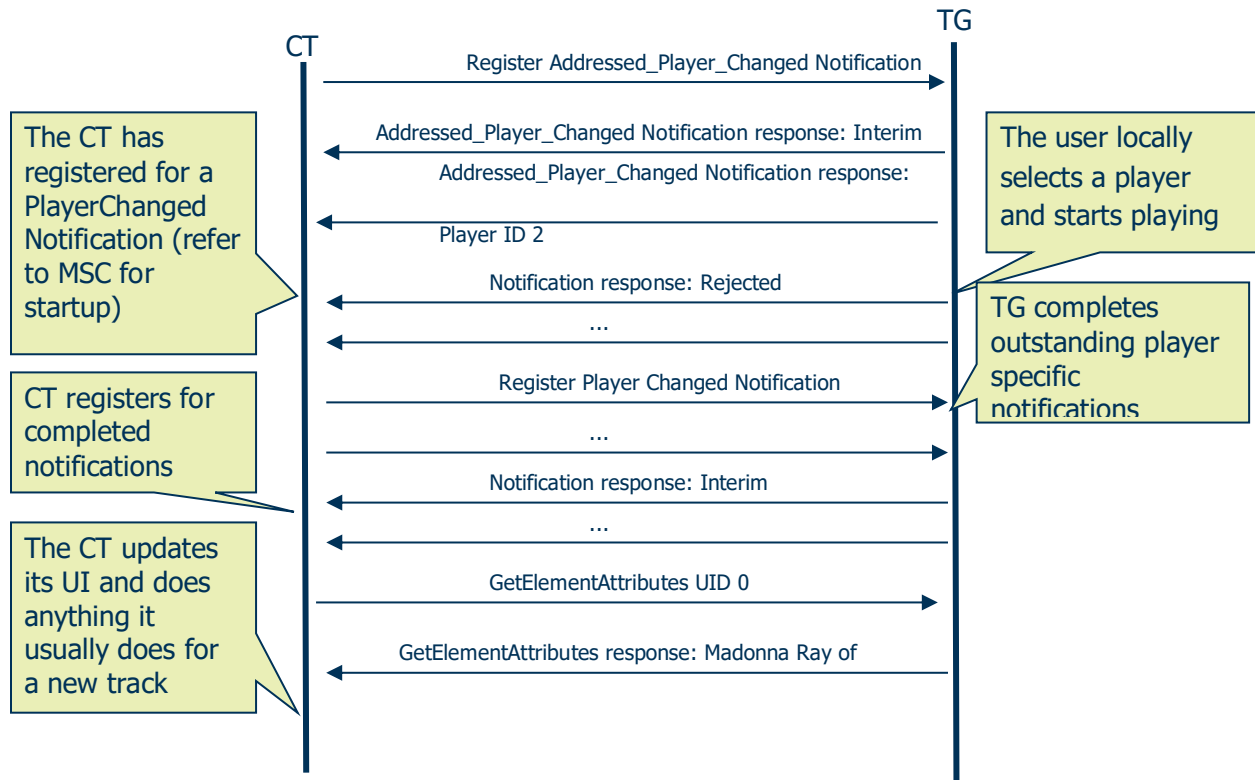 TG
CT
Register Addressed_Player_Changed Notification
The CT has
registered for a
PlayerChanged
Notification (refer
to MSC for
startup)
Addressed_Player_Changed Notification response: Interim
The user locally
selects a player
and starts playing
Addressed_Player_Changed Notification response:
Player ID 2
Notification response: Rejected
...
TG completes
outstanding player
specific
notifications
Register Player Changed Notification
CT registers for
completed
notifications
...
Notification response: Interim
...
The CT updates
its UI and does
anything it
usually does for
a new track
GetElementAttributes UID 0
GetElementAttributes response: Madonna Ray of